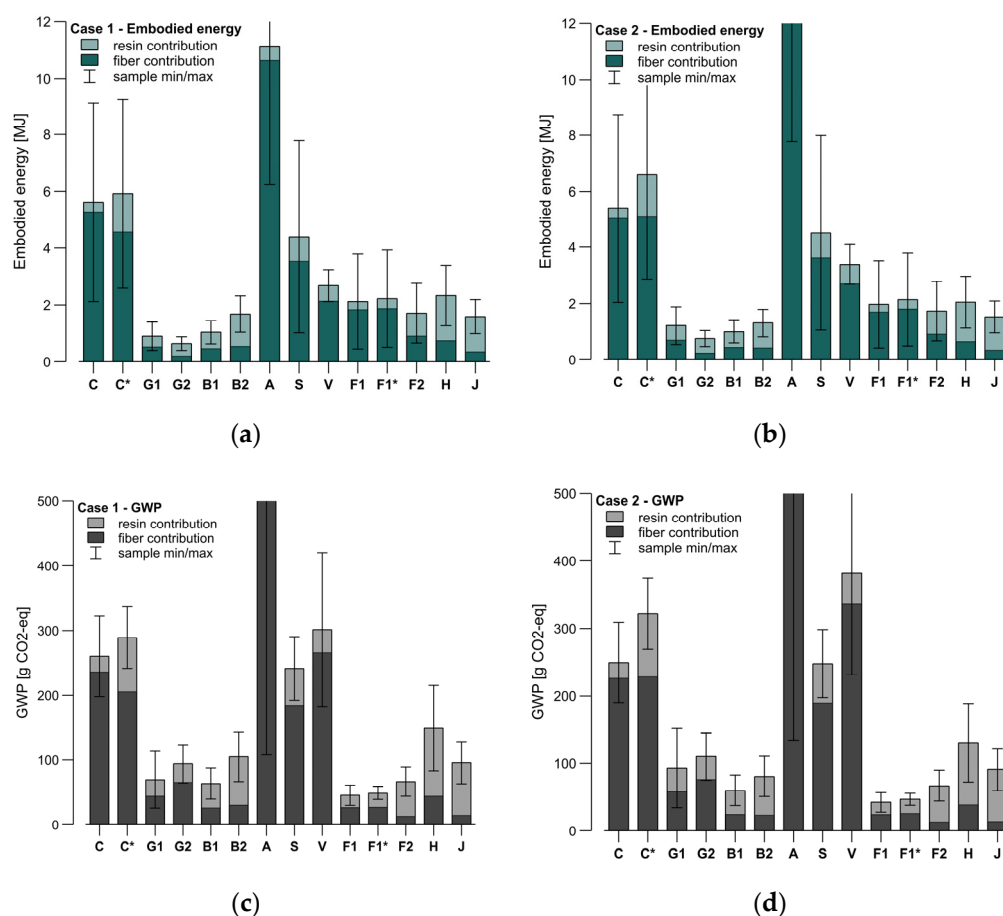 Case 1 - Embodied energy
resin contribution
fiber contribution
sample min/max
Embodied energy [MJ]
12
10
8
6
4
2
0
C C* G1 G2 B1 B2 A S V F1 F1* F2 H J
(a)
Case 2 - Embodied energy
resin contribution
fiber contribution
sample min/max
Embodied energy [MJ]
12
10
8
6
4
2
0
C C* G1 G2 B1 B2 A S V F1 F1* F2 H J
(b)
Case 1 - GWP
resin contribution
fiber contribution
sample min/max
GWP [g CO2-eq]
500
400
300
200
100
0
C C* G1 G2 B1 B2 A S V F1 F1* F2 H J
(c)
Case 2 - GWP
resin contribution
fiber contribution
sample min/max
GWP [g CO2-eq]
500
400
300
200
100
0
C C* G1 G2 B1 B2 A S V F1 F1* F2 H J
(d)